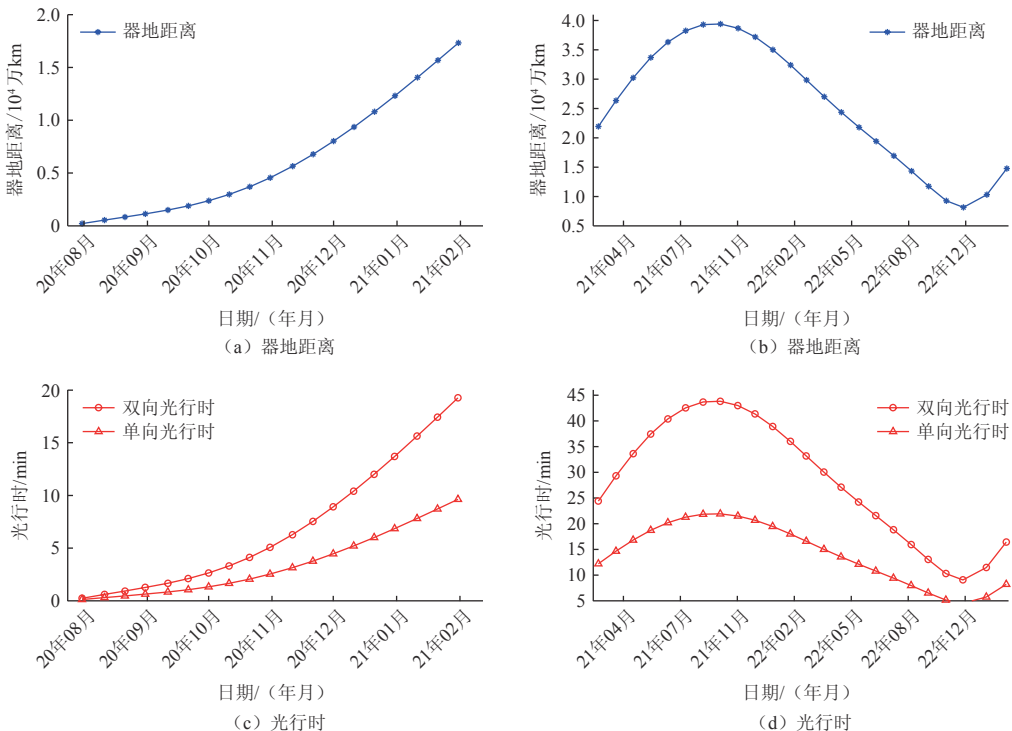 2.0
1.5
1.0
0.5
0
器地距离/10⁴万km
器地距离
20年08月
20年09月
20年10月
20年11月
20年12月
21年01月
21年02月
日期/（年月）
（a）器地距离
4.0
3.5
3.0
2.5
2.0
1.5
1.0
0.5
器地距离/10⁴万km
器地距离
21年04月
21年07月
21年11月
22年02月
22年05月
22年08月
22年12月
日期/（年月）
（b）器地距离
20
15
10
5
0
光行时/min
双向光行时
单向光行时
20年08月
20年09月
20年10月
20年11月
20年12月
21年01月
21年02月
日期/（年月）
（c）光行时
45
40
35
30
25
20
15
10
5
光行时/min
双向光行时
单向光行时
21年04月
21年07月
21年11月
22年02月
22年05月
22年08月
22年12月
日期/（年月）
（d）光行时